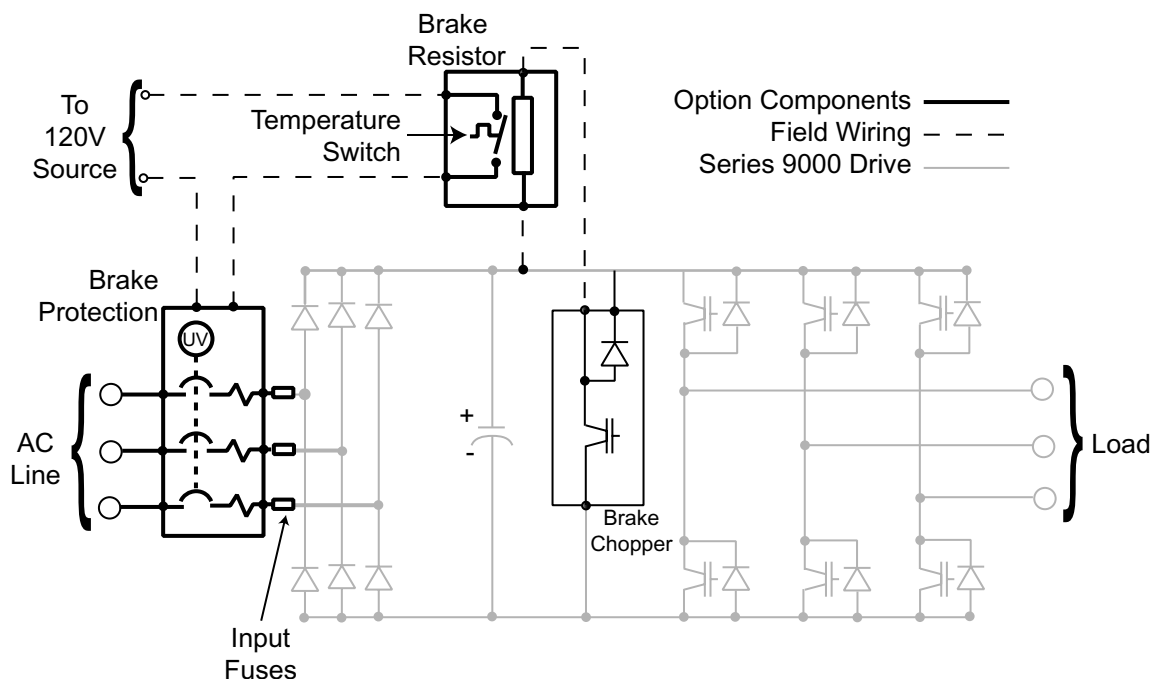 Brake
Resistor
To
120V
Source
Temperature
Switch
Option Components
Field Wiring
Series 9000 Drive
Brake
Protection
UV
AC
Line
+
-
Load
Brake
Chopper
Input
Fuses